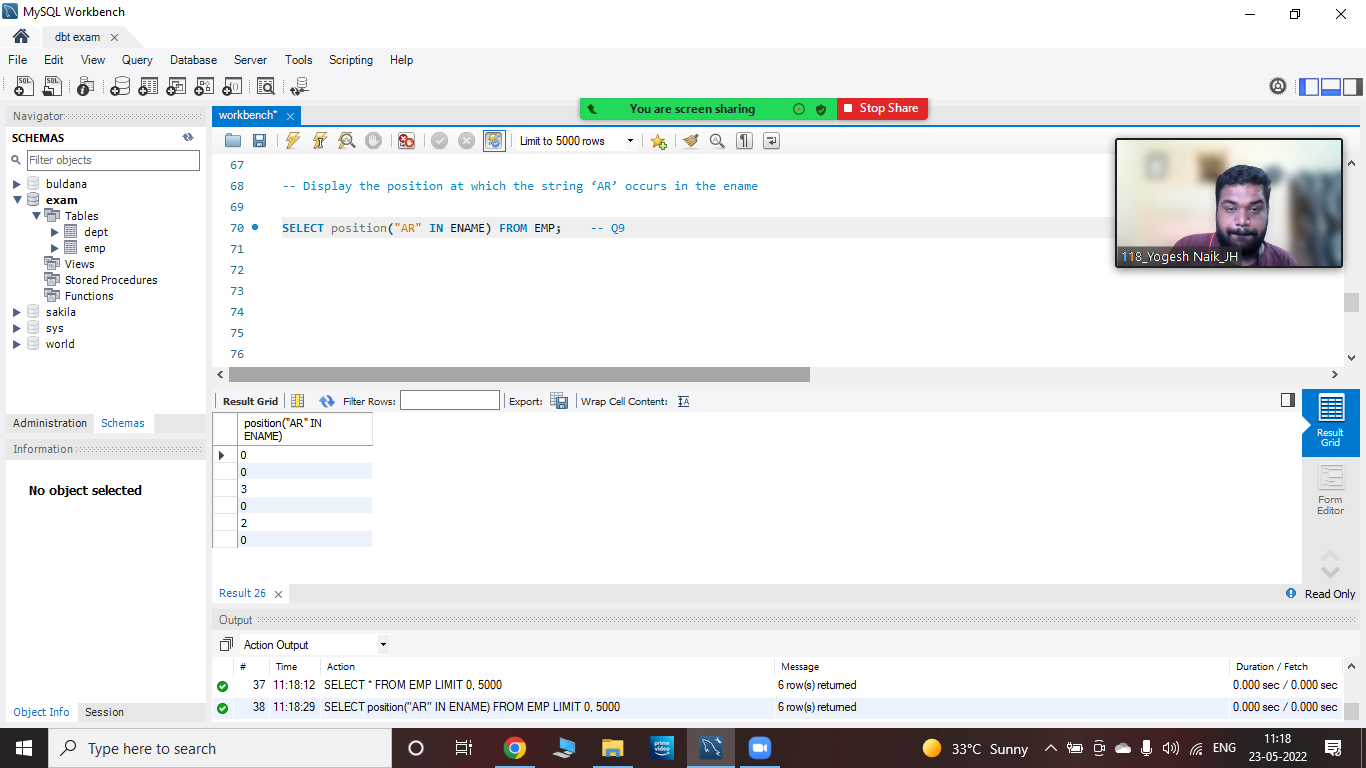 MySQL Workbench
dbt exam
File Edit View Query Database Server Tools Scripting Help
Navigator
SCHEMAS
Filter objects
buldana
exam
Tables
dept
emp
Views
Stored Procedures
Functions
sakila
sys
world
Administration Schemas
Information
No object selected
Object Info Session
workbench*
You are screen sharing Stop Share
Limit to 5000 rows
67
68 -- Display the position at which the string ‘AR’ occurs in the ename
69
70 SELECT position("AR" IN ENAME) FROM EMP; -- Q9
71
72
73
74
75
76
118_Yogesh Naik_JH
Result Grid Filter Rows: Export: Wrap Cell Content:
position("AR" IN
ENAME)
0
0
3
0
2
0
Result
Grid
Form
Editor
Result 26
Read Only
Output
Action Output
# Time Action Message Duration / Fetch
37 11:18:12 SELECT * FROM EMP LIMIT 0, 5000 6 row(s) returned 0.000 sec / 0.000 sec
38 11:18:29 SELECT position("AR" IN ENAME) FROM EMP LIMIT 0, 5000 6 row(s) returned 0.000 sec / 0.000 sec
Type here to search
prime video
33°C Sunny
ENG
11:18
23-05-2022